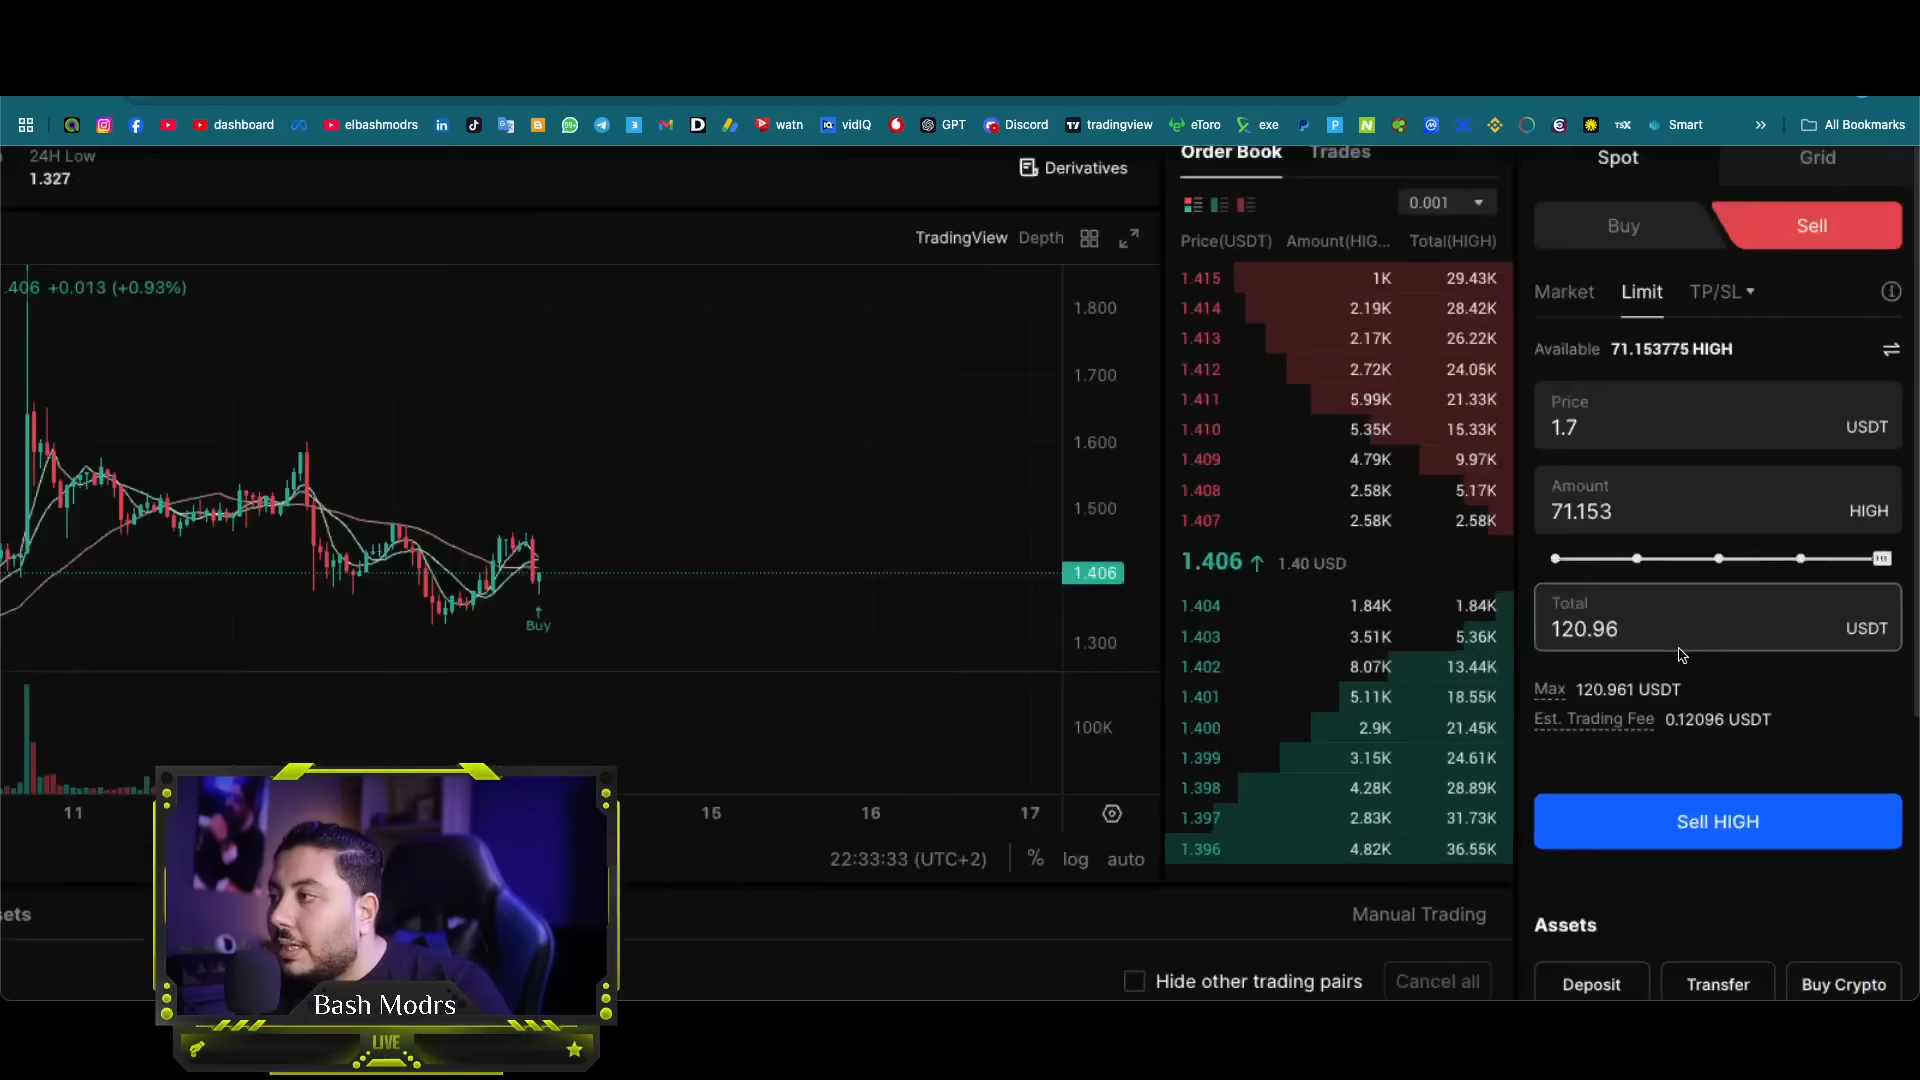 dashboard
elbashmodrs
watn
vidIQ
GPT
Discord
tradingview
eToro
exe
Smart
All Bookmarks
24H Low
1.327
Derivatives
TradingView Depth
.406 +0.013 (+0.93%)
1.800
1.700
1.600
1.500
1.406
1.300
Buy
100K
11
15
16
17
22:33:33 (UTC+2)
% log auto
sets
Manual Trading
Hide other trading pairs
Cancel all
Order Book Trades
0.001
Price(USDT) Amount(HIG... Total(HIGH)
1.415 1K 29.43K
1.414 2.19K 28.42K
1.413 2.17K 26.22K
1.412 2.72K 24.05K
1.411 5.99K 21.33K
1.410 5.35K 15.33K
1.409 4.79K 9.97K
1.408 2.58K 5.17K
1.407 2.58K 2.58K
1.406 ↑ 1.40 USD
1.404 1.84K 1.84K
1.403 3.51K 5.36K
1.402 8.07K 13.44K
1.401 5.11K 18.55K
1.400 2.9K 21.45K
1.399 3.15K 24.61K
1.398 4.28K 28.89K
1.397 2.83K 31.73K
1.396 4.82K 36.55K
Spot Grid
Buy Sell
Market Limit TP/SL
Available 71.153775 HIGH
Price
1.7 USDT
Amount
71.153 HIGH
Total
120.96 USDT
Max 120.961 USDT
Est. Trading Fee 0.12096 USDT
Sell HIGH
Assets
Deposit Transfer Buy Crypto
Bash Modrs
LIVE